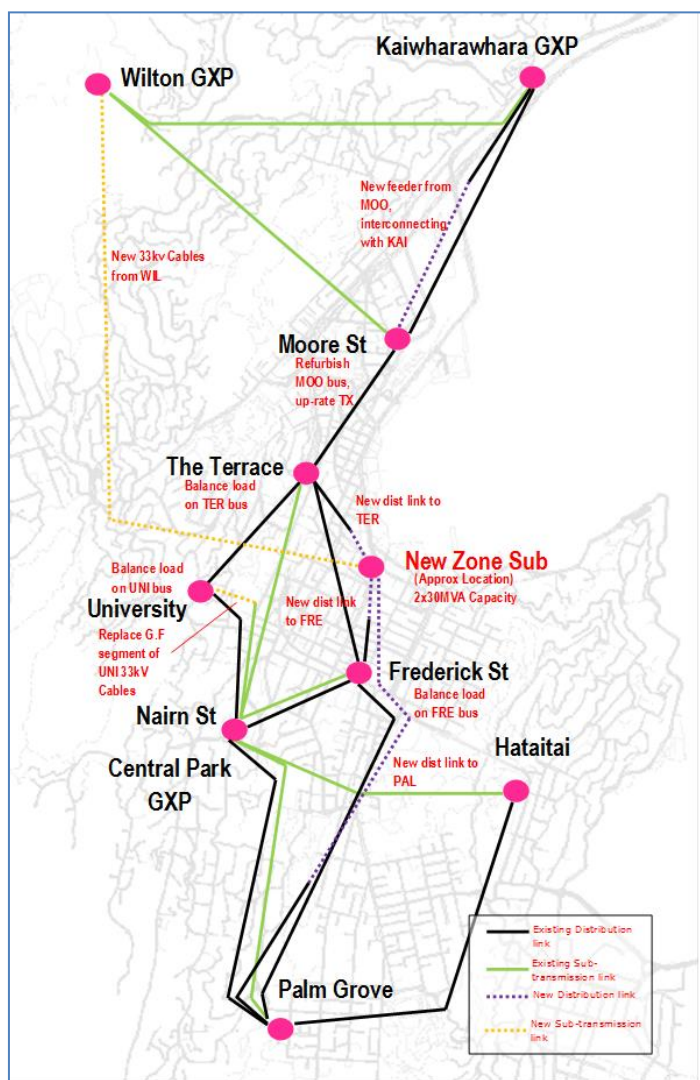 Kaiwharawhara GXP
Wilton GXP
New feeder from
MOO,
interconnecting
with KAI
New 33kv Cables
from WIL
Moore St
Refurbish
MOO bus,
up-rate TX
The Terrace
Balance load
on TER bus
New dist link to
TER
New Zone Sub
(Approx Location)
2x30MVA Capacity
Balance load
on UNI bus
University
New dist link
to FRE
Replace G.F
segment of
UNI 33kV
Cables
Frederick St
Balance load
on FRE bus
Nairn St
Central Park
GXP
Hataitai
New dist link to
PAL
Palm Grove
Existing Distribution
link
Existing Sub-
transmission link
New Distribution link
New Sub-transmission
link